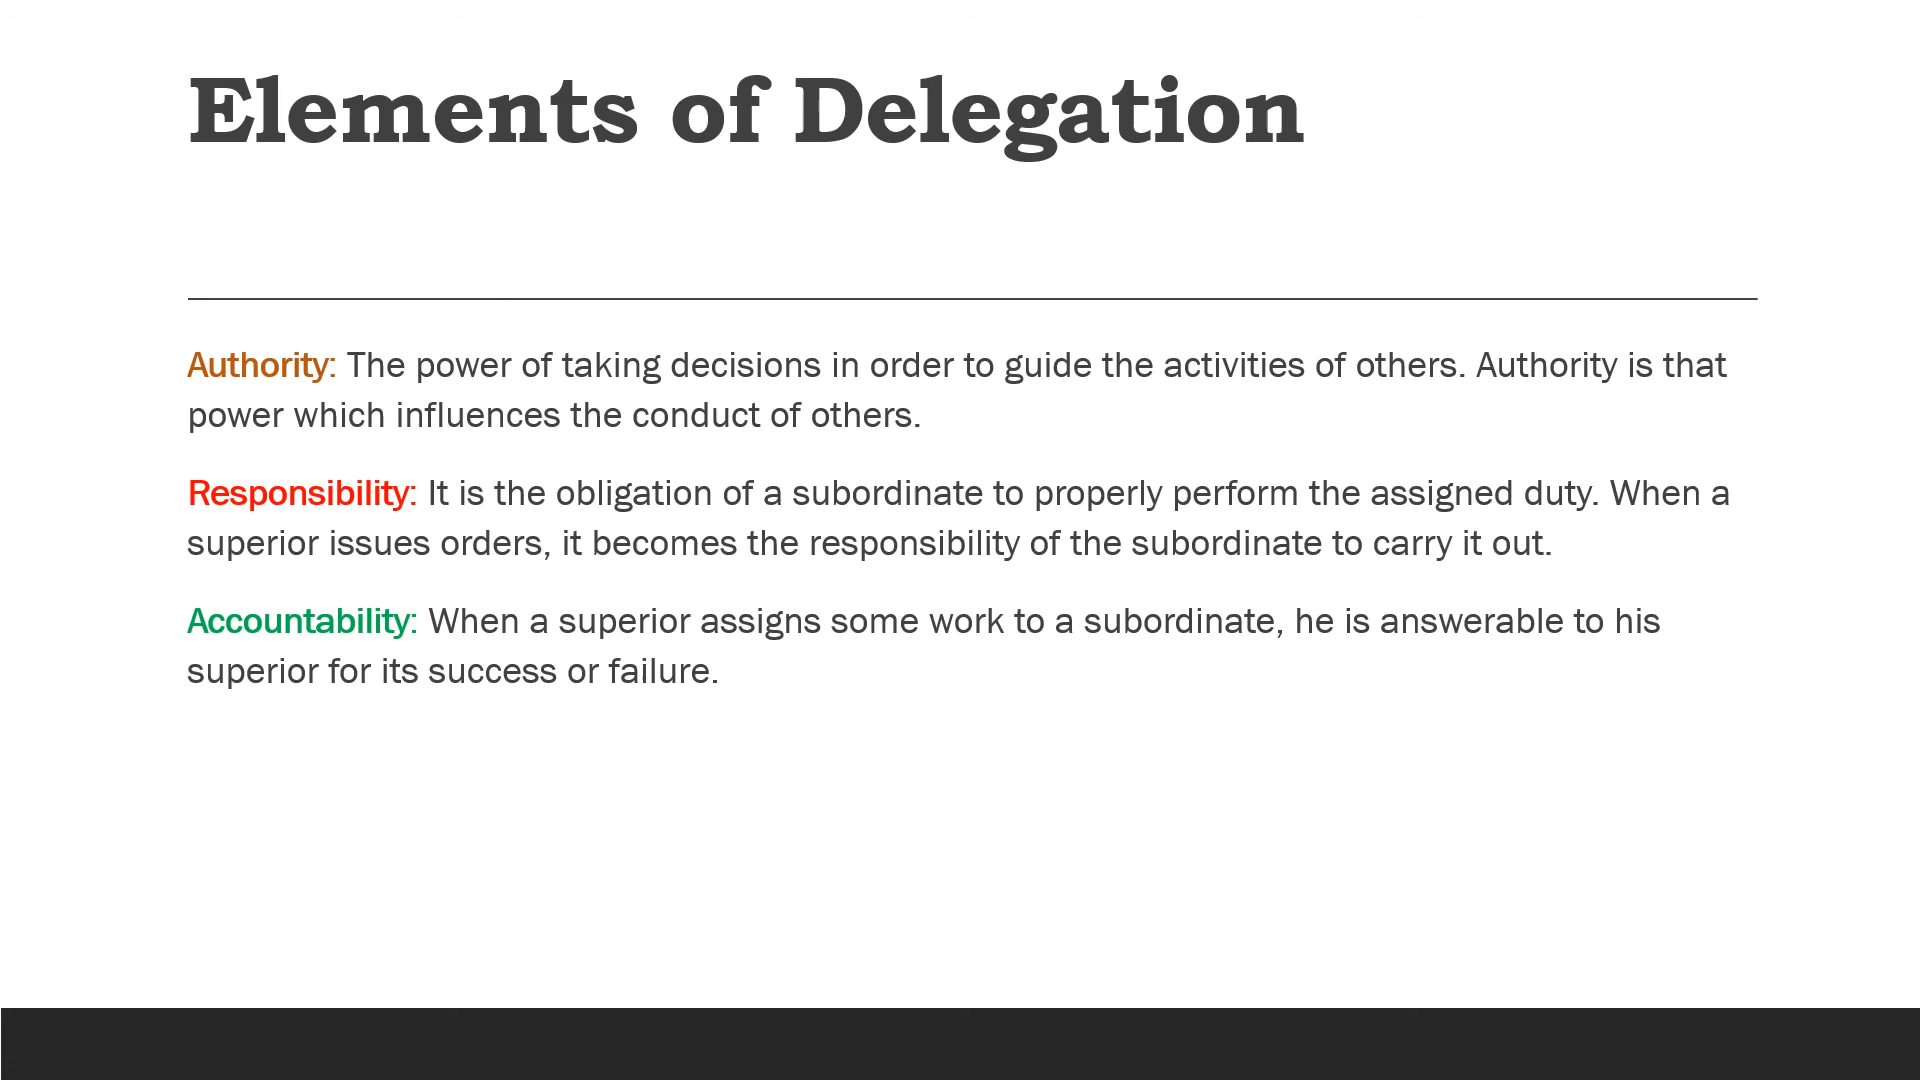 Elements of Delegation
Authority: The power of taking decisions in order to guide the activities of others. Authority is that
power which influences the conduct of others.
Responsibility: It is the obligation of a subordinate to properly perform the assigned duty. When a
superior issues orders, it becomes the responsibility of the subordinate to carry it out.
Accountability: When a superior assigns some work to a subordinate, he is answerable to his
superior for its success or failure.